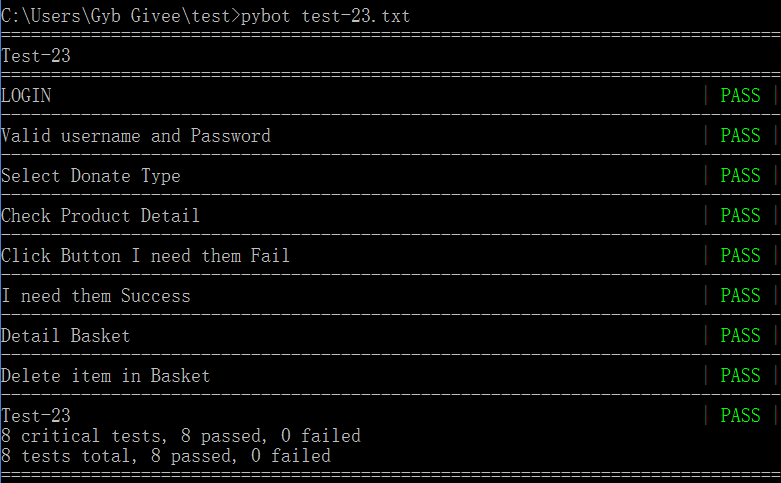 C:\Users\Gyb Givee\test>pybot test-23.txt
==============================================================================
Test-23
==============================================================================
LOGIN | PASS |
------------------------------------------------------------------------------
Valid username and Password | PASS |
------------------------------------------------------------------------------
Select Donate Type | PASS |
------------------------------------------------------------------------------
Check Product Detail | PASS |
------------------------------------------------------------------------------
Click Button I need them Fail | PASS |
------------------------------------------------------------------------------
I need them Success | PASS |
------------------------------------------------------------------------------
Detail Basket | PASS |
------------------------------------------------------------------------------
Delete item in Basket | PASS |
------------------------------------------------------------------------------
Test-23 | PASS |
8 critical tests, 8 passed, 0 failed
8 tests total, 8 passed, 0 failed
==============================================================================